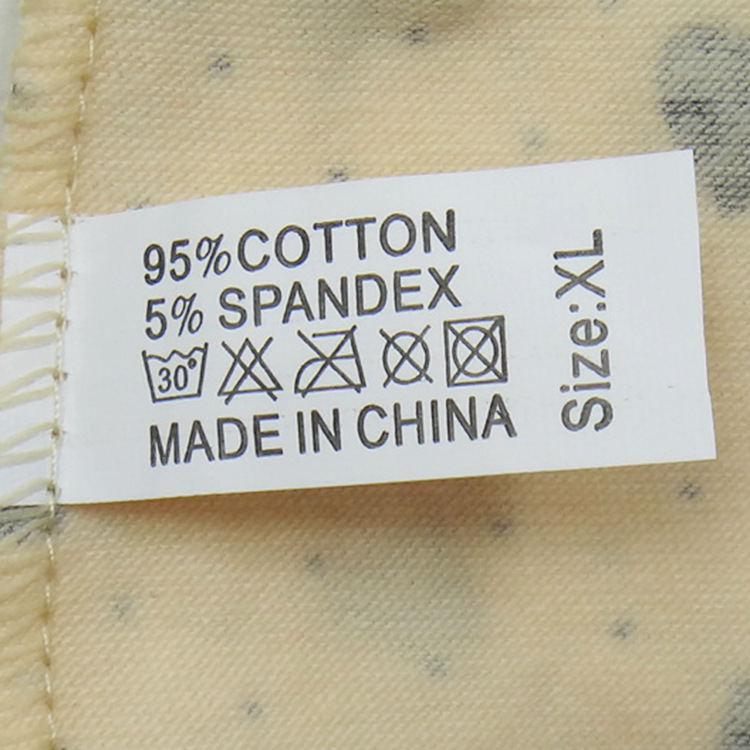 95% COTTON
5% SPANDEX
30°
MADE IN CHINA
Size:XL